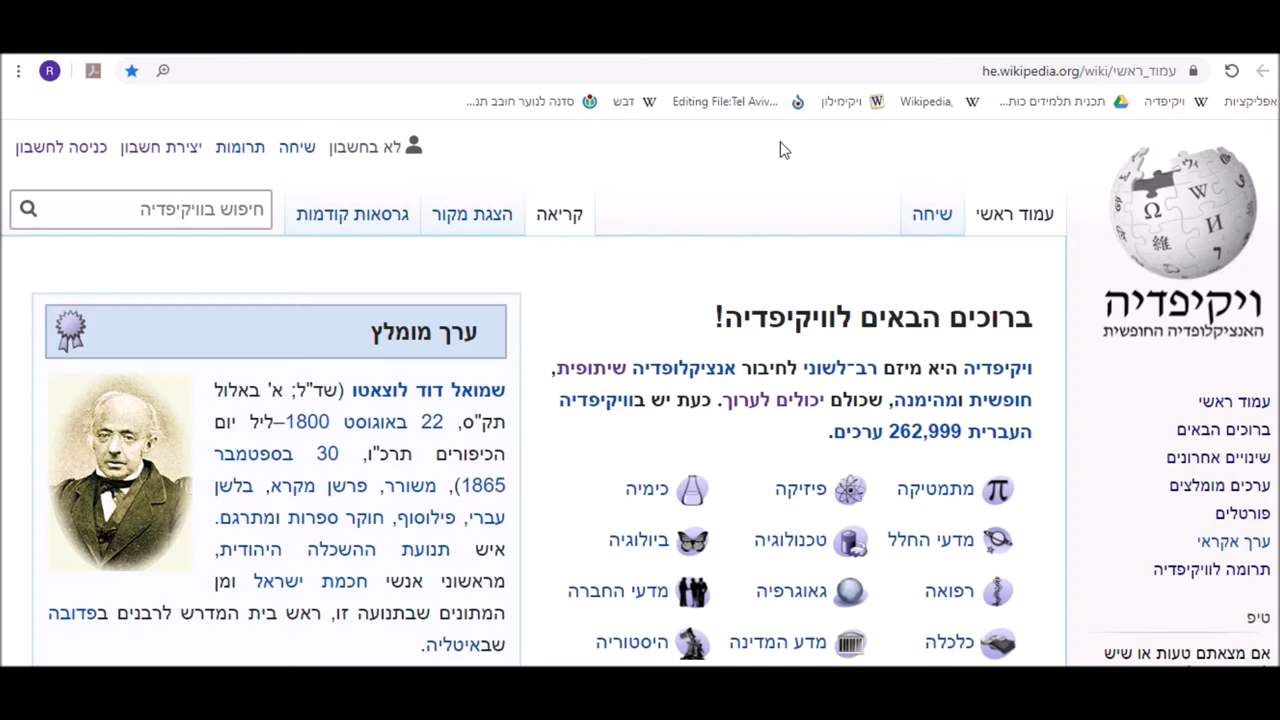 he.wikipedia.org/wiki/עמוד_ראשי
R
אפליקציות
ויקיפדיה
תכנית תלמידים כות...
Wikipedia,
ויקימילון
Editing File:Tel Aviv...
דבש
סדנה לנוער חובב תנ...
לא בחשבון שיחה תרומות יצירת חשבון כניסה לחשבון
עמוד ראשי שיחה
קריאה הצגת מקור גרסאות קודמות
חיפוש בוויקיפדיה
ויקיפדיה
האנציקלופדיה החופשית
עמוד ראשי
ברוכים הבאים
שינויים אחרונים
ערכים מומלצים
פורטלים
ערך אקראי
תרומה לוויקיפדיה
טיפ
אם מצאתם טעות או שיש
ברוכים הבאים לוויקיפדיה!
ויקיפדיה היא מיזם רב־לשוני לחיבור אנציקלופדיה שיתופית,
חופשית ומהימנה, שכולם יכולים לערוך. כעת יש בוויקיפדיה
העברית 262,999 ערכים.
מתמטיקה פיזיקה כימיה
מדעי החלל טכנולוגיה ביולוגיה
רפואה גאוגרפיה מדעי החברה
כלכלה מדע המדינה היסטוריה
ערך מומלץ
שמואל דוד לוצאטו (שד"ל; א' באלול
תק"ס, 22 באוגוסט 1800–ליל יום
הכיפורים תרכ"ו, 30 בספטמבר
1865), משורר, פרשן מקרא, בלשן
עברי, פילוסוף, חוקר ספרות ומתרגם.
איש תנועת ההשכלה היהודית,
מראשוני אנשי חכמת ישראל ומן
המתונים שבתנועה זו, ראש בית המדרש לרבנים בפדובה
שבאיטליה.